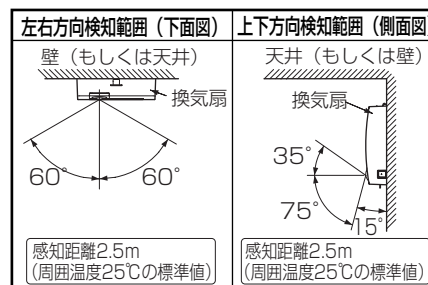 左右方向検知範囲（下面図）
壁（もしくは天井）
換気扇
60°
60°
感知距離2.5m
(周囲温度25℃の標準値)
上下方向検知範囲（側面図）
天井（もしくは壁）
換気扇
35°
75°
15°
感知距離2.5m
(周囲温度25℃の標準値)